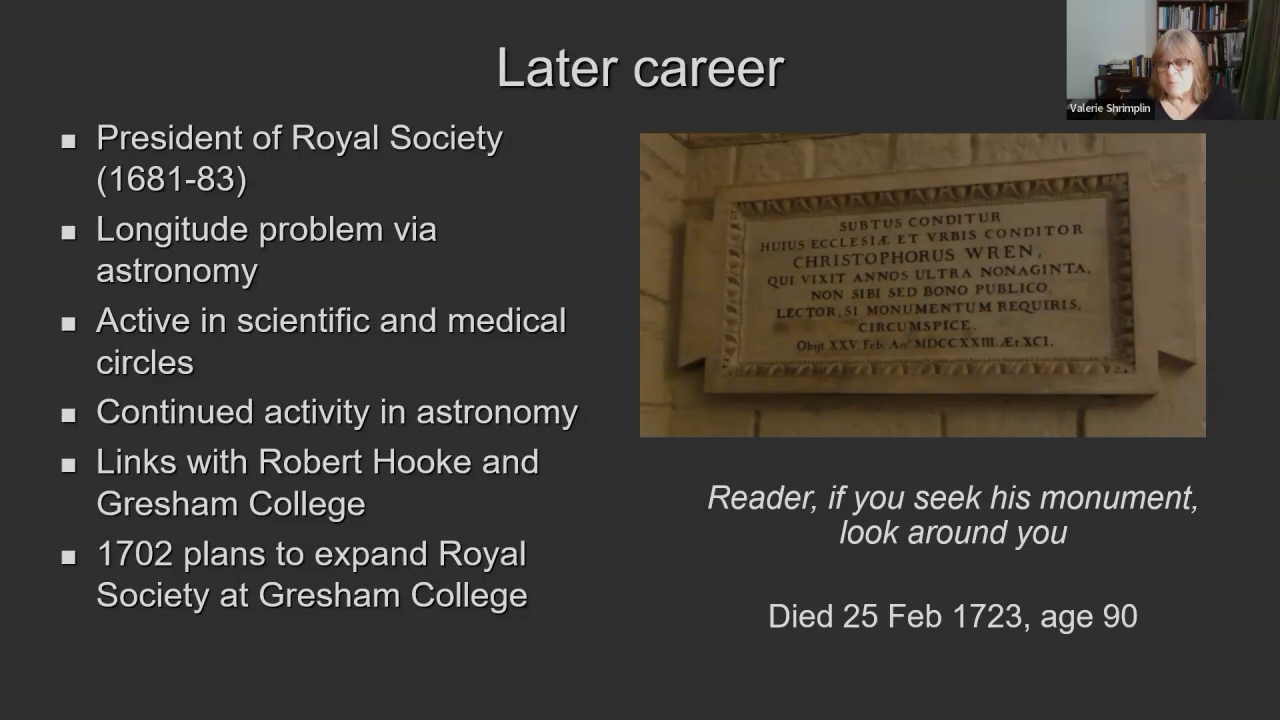 Later career
Valerie Shrimplin
■ President of Royal Society
(1681-83)
■ Longitude problem via
astronomy
■ Active in scientific and medical
circles
■ Continued activity in astronomy
■ Links with Robert Hooke and
Gresham College
■ 1702 plans to expand Royal
Society at Gresham College
SUBTUS CONDITUR
HUIUS ECCLESIÆ ET VRBIS CONDITOR
CHRISTOPHORUS WREN,
QUI VIXIT ANNOS ULTRA NONAGINTA,
NON SIBI SED BONO PUBLICO
LECTOR, SI MONUMENTUM REQUIRIS,
CIRCUMSPICE.
Obijt XXV. Feb: Anº MDCCXXIII. Æt XCI.
Reader, if you seek his monument,
look around you
Died 25 Feb 1723, age 90